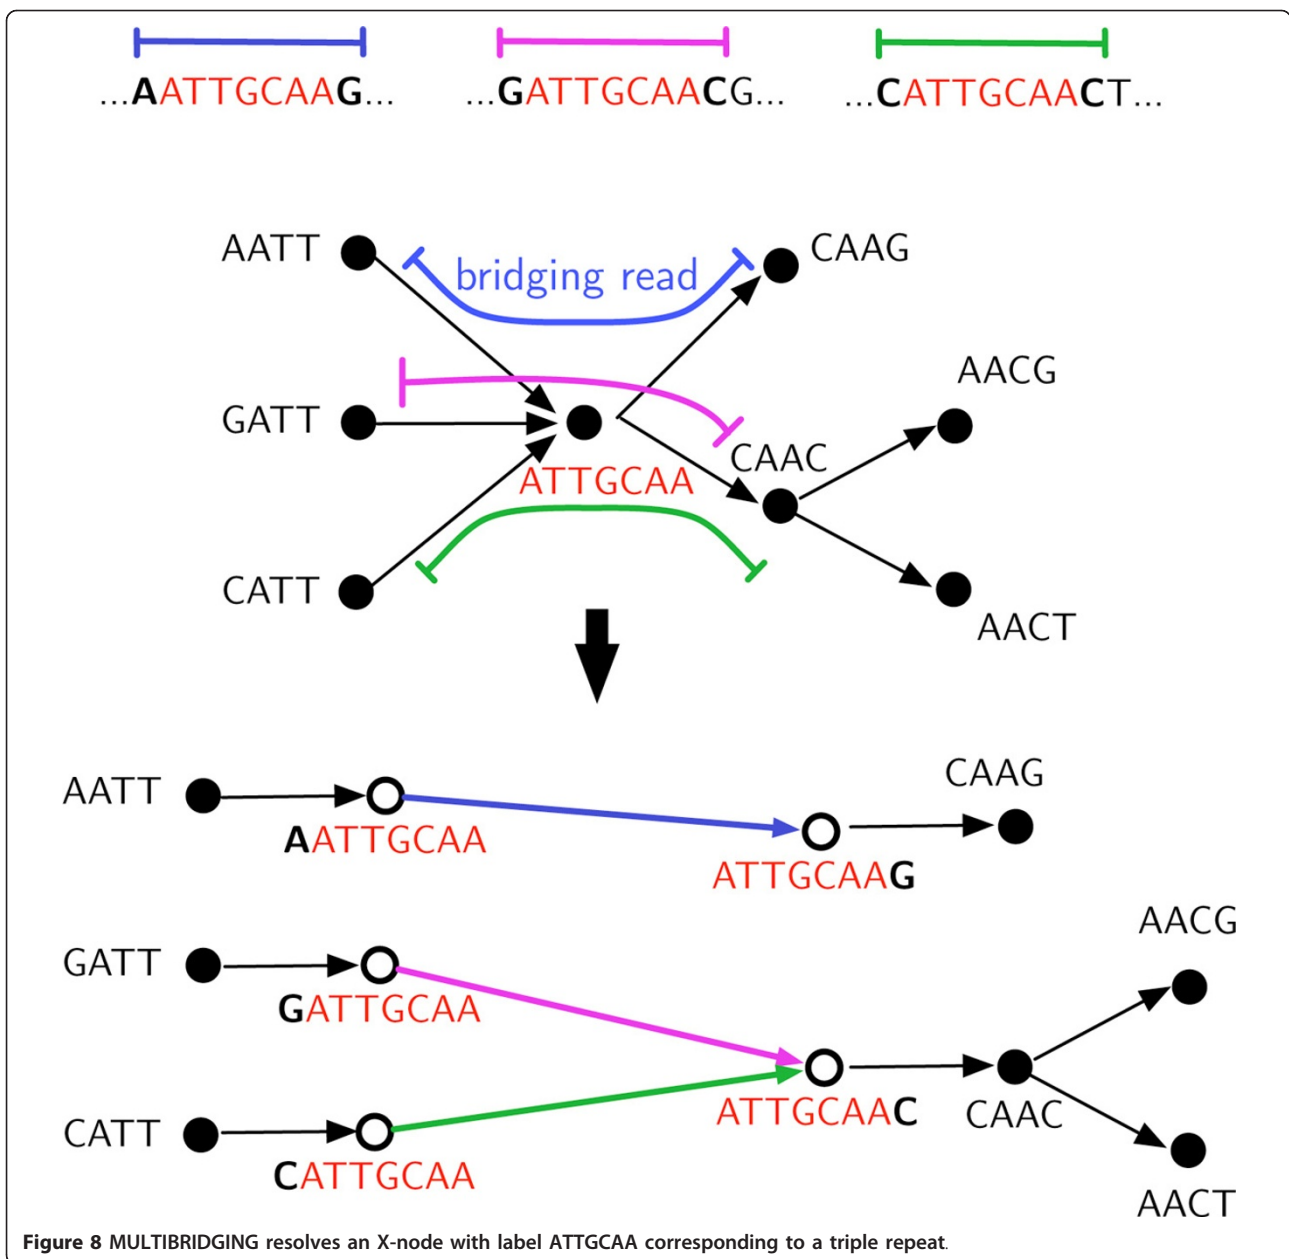 ...AATTGCAAG... ...GATTGCAACG... ...CATTGCAACT...
AATT
bridging read
CAAG
AACG
GATT
CAAC
ATTGCAA
CATT
AACT
CAAG
AATT
AATTGCAA
ATTGCAAG
AACG
GATT
GATTGCAA
ATTGCAAC
CAAC
CATT
CATTGCAA
AACT
Figure 8 MULTIBRIDGING resolves an X-node with label ATTGCAA corresponding to a triple repeat.